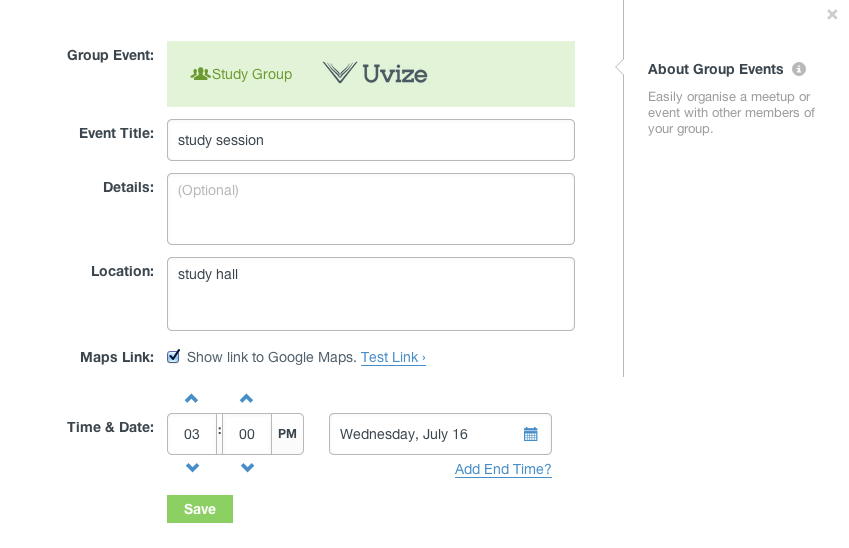 Group Event:
Study Group
Uvize
About Group Events
Easily organise a meetup or
event with other members of
your group.
Event Title:
study session
Details:
(Optional)
Location:
study hall
Maps Link:
Show link to Google Maps. Test Link ›
Time & Date:
03 : 00 PM
Wednesday, July 16
Add End Time?
Save